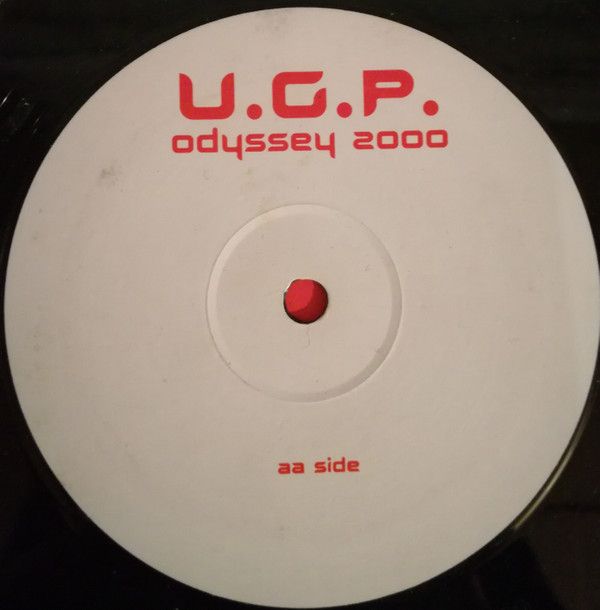 U.G.P.
odyssey 2000
aa side